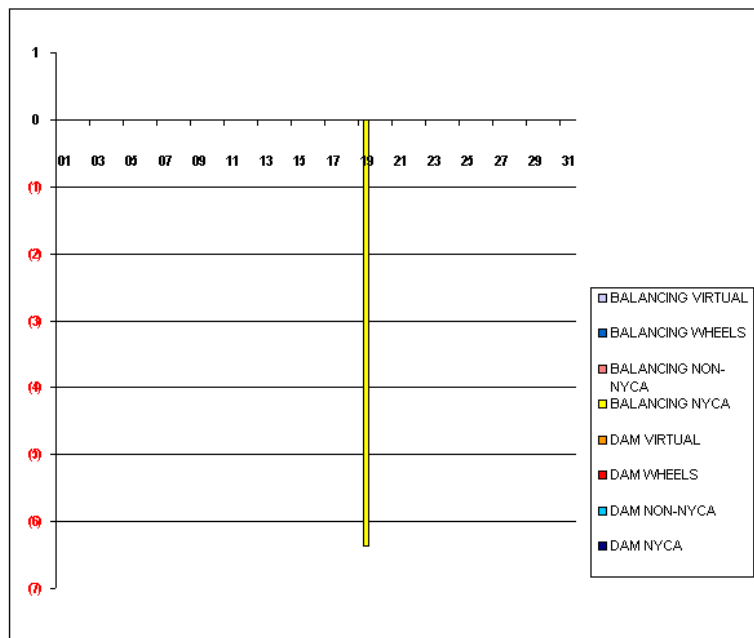 1
0
01 03 05 07 09 11 13 15 17 19 21 23 25 27 29 31
(1)
(2)
(3)
(4)
(5)
(6)
(7)
BALANCING VIRTUAL
BALANCING WHEELS
BALANCING NON-
NYCA
BALANCING NYCA
DAM VIRTUAL
DAM WHEELS
DAM NON-NYCA
DAM NYCA